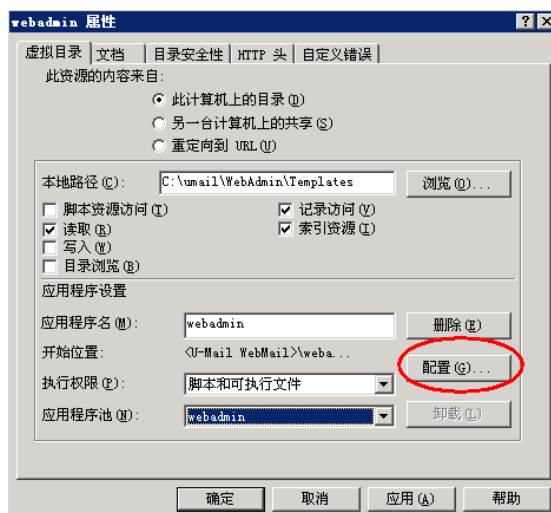 webadmin 属性
虚拟目录 文档 目录安全性 HTTP 头 自定义错误
此资源的内容来自:
此计算机上的目录(D)
另一台计算机上的共享(S)
重定向到 URL(U)
本地路径(C): C:\umail\WebAdmin\Templates 浏览(O)...
脚本资源访问(T) 记录访问(V)
读取(R) 索引资源(I)
写入(W)
目录浏览(B)
应用程序设置
应用程序名(M): webadmin 删除(E)
开始位置: <U-Mail WebMail>\weba...
配置(G)...
执行权限(P): 脚本和可执行文件
应用程序池(N): webadmin 卸载(L)
确定 取消 应用(A) 帮助